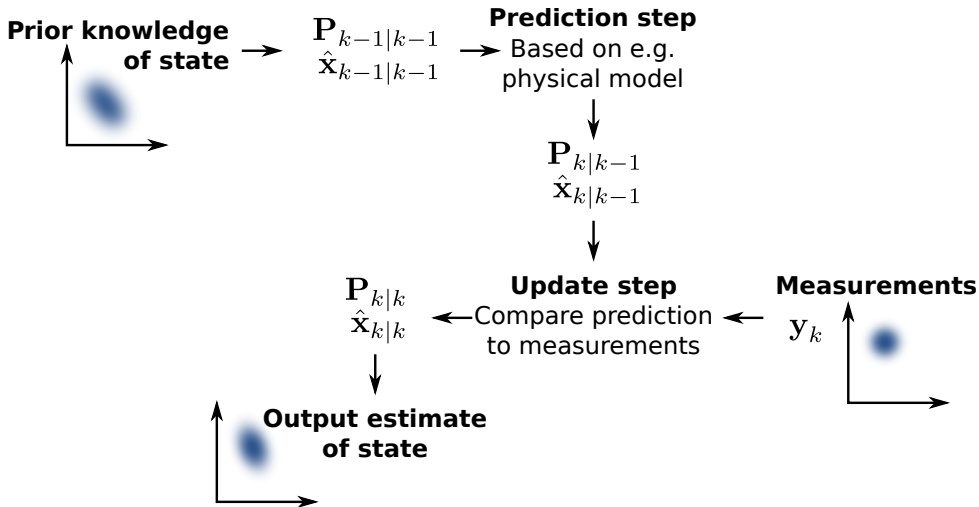 Prior knowledge
of state
P_{k−1|k−1}
x̂_{k−1|k−1}
Prediction step
Based on e.g.
physical model
P_{k|k−1}
x̂_{k|k−1}
Update step
Compare prediction
to measurements
Measurements
y_k
P_{k|k}
x̂_{k|k}
Output estimate
of state